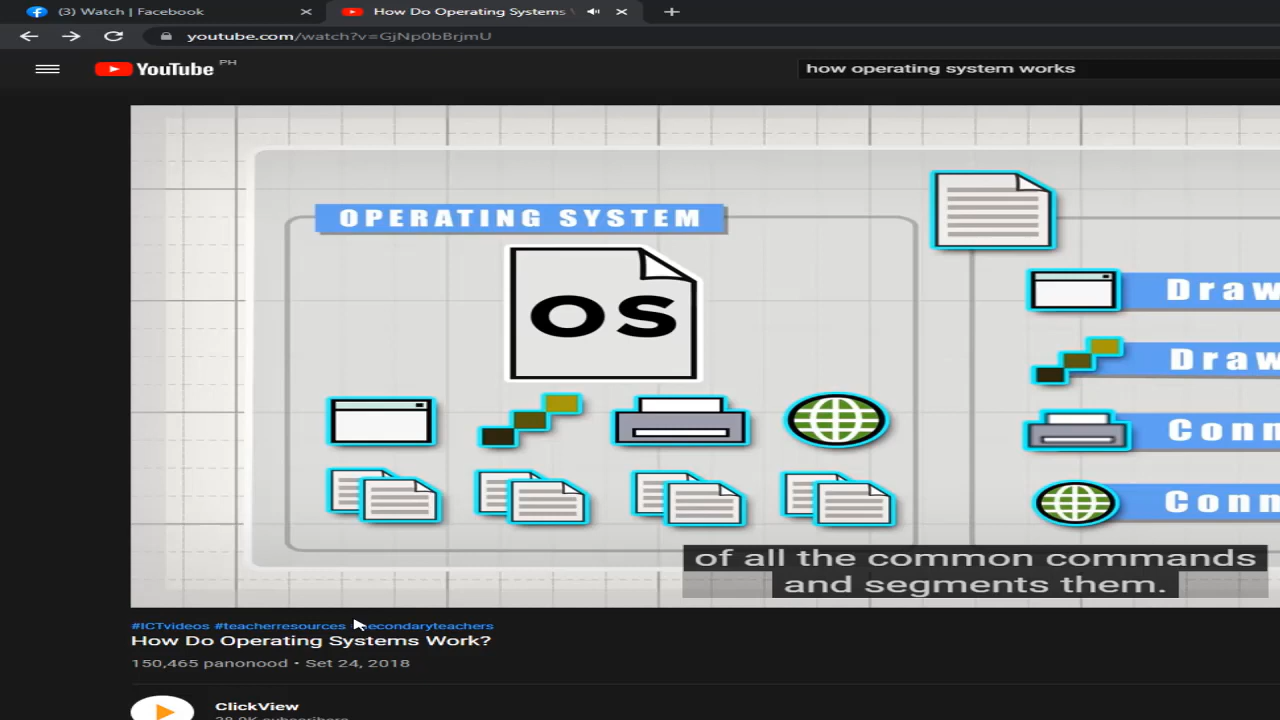 (3) Watch | Facebook
How Do Operating Systems
youtube.com/watch?v=GjNp0bBrjmU
YouTube PH
how operating system works
OPERATING SYSTEM
OS
Draw
Draw
Conn
Conn
of all the common commands
and segments them.
#ICTvideos #teacherresources #secondaryteachers
How Do Operating Systems Work?
150,465 panonood • Set 24, 2018
ClickView